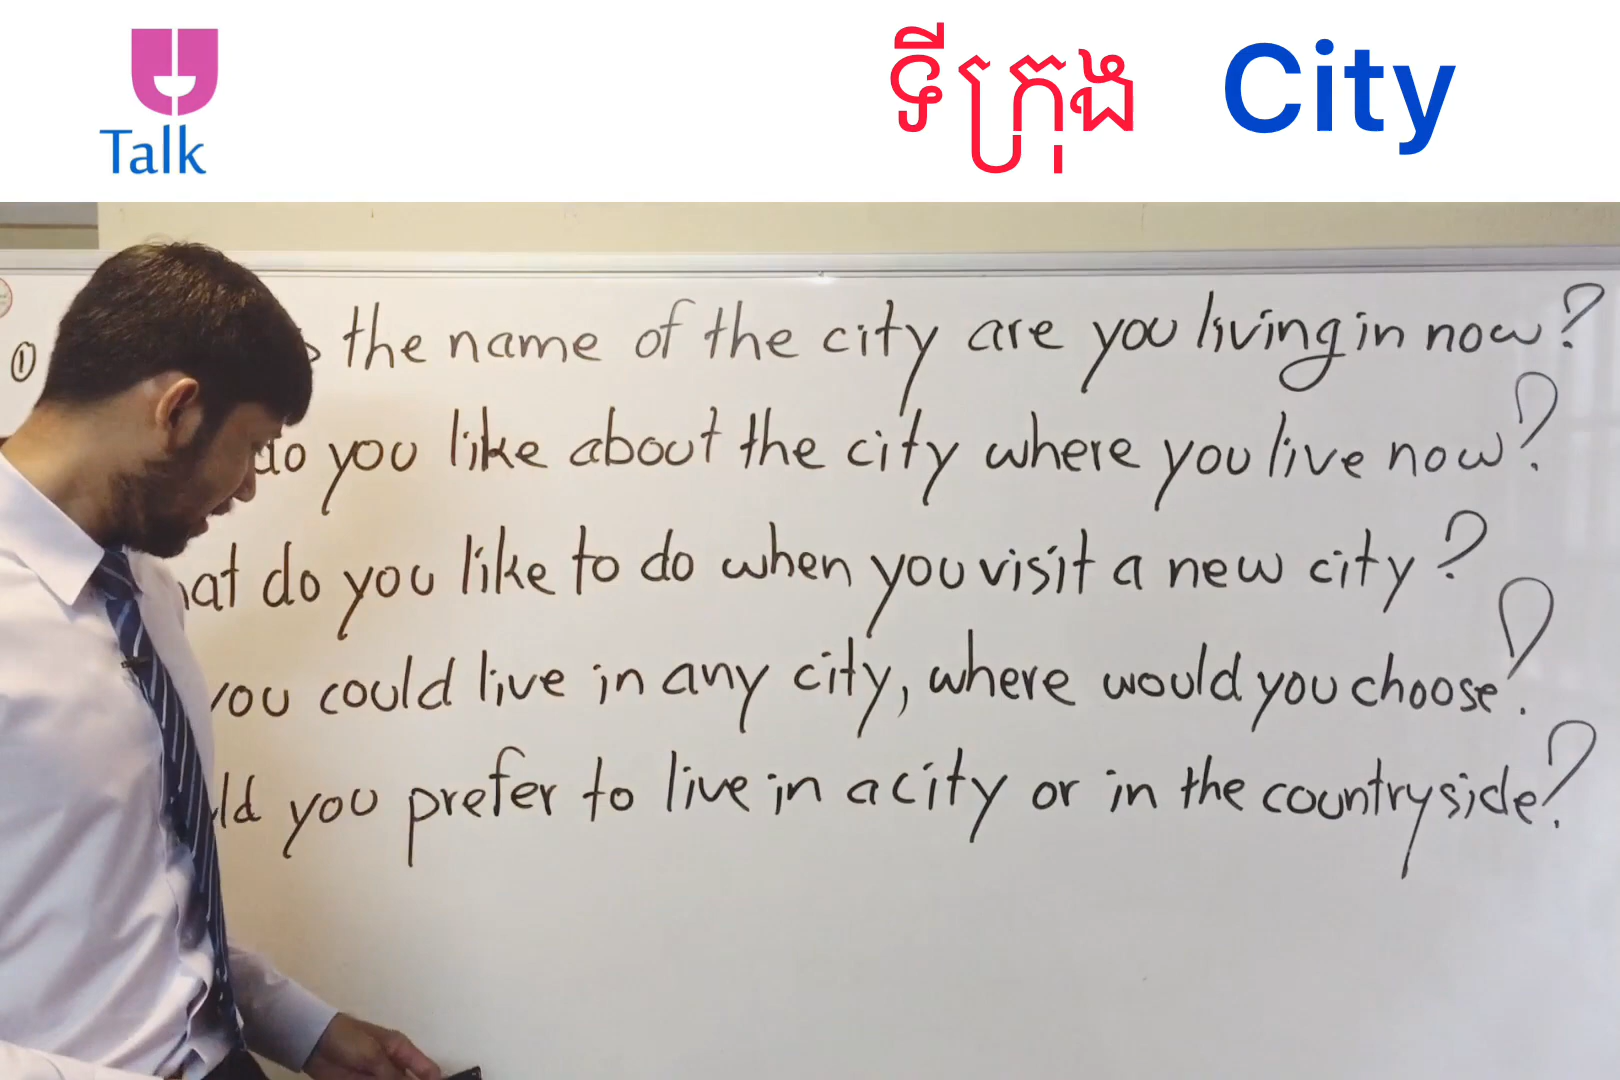 Talk
ទីក្រុង City
① the name of the city are you living in now?
do you like about the city where you live now?
at do you like to do when you visit a new city?
you could live in any city, where would you choose?
ld you prefer to live in a city or in the countryside?